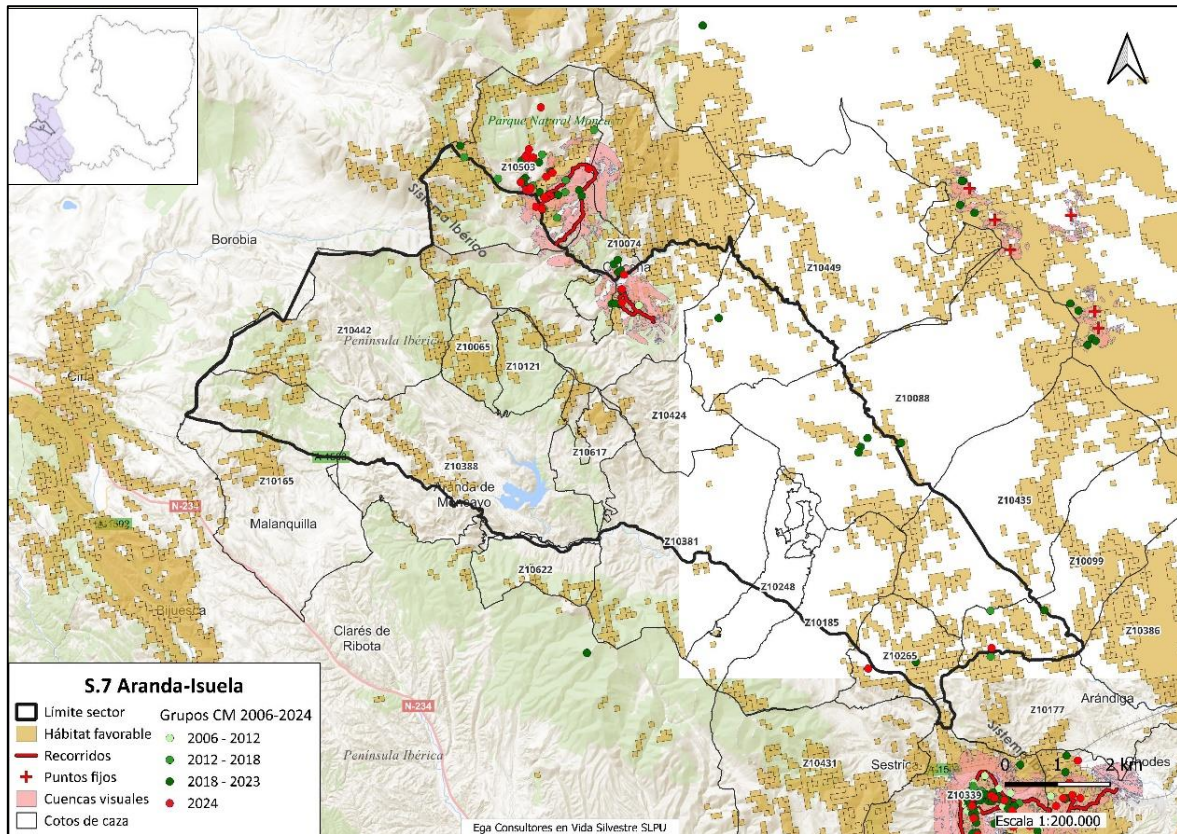 Parque Natural Monca
Z10503
Sistema Ibérico
Borobia
Z10074
Z10449
Z10442
Península Ibérica
Z10065
Z10121
Z10424
Z10088
Z10617
Z10388
Aranda de
Moncayo
Z10165
N-234
Malanquilla
Z10435
Z10381
Z10099
Z10622
Z10248
Z10185
Z10386
Bijuesca
Clarés de
Ribota
Z10265
Arándiga
Z10177
N-234
Península Ibérica
Z10431
Sestrica
Sistema
Z10339
S.7 Aranda-Isuela
Límite sector
Hábitat favorable
Recorridos
Puntos fijos
Cuencas visuales
Cotos de caza
Grupos CM 2006-2024
2006 - 2012
2012 - 2018
2018 - 2023
2024
0 1 2 km
Escala 1:200.000
Ega Consultores en Vida Silvestre SLPU